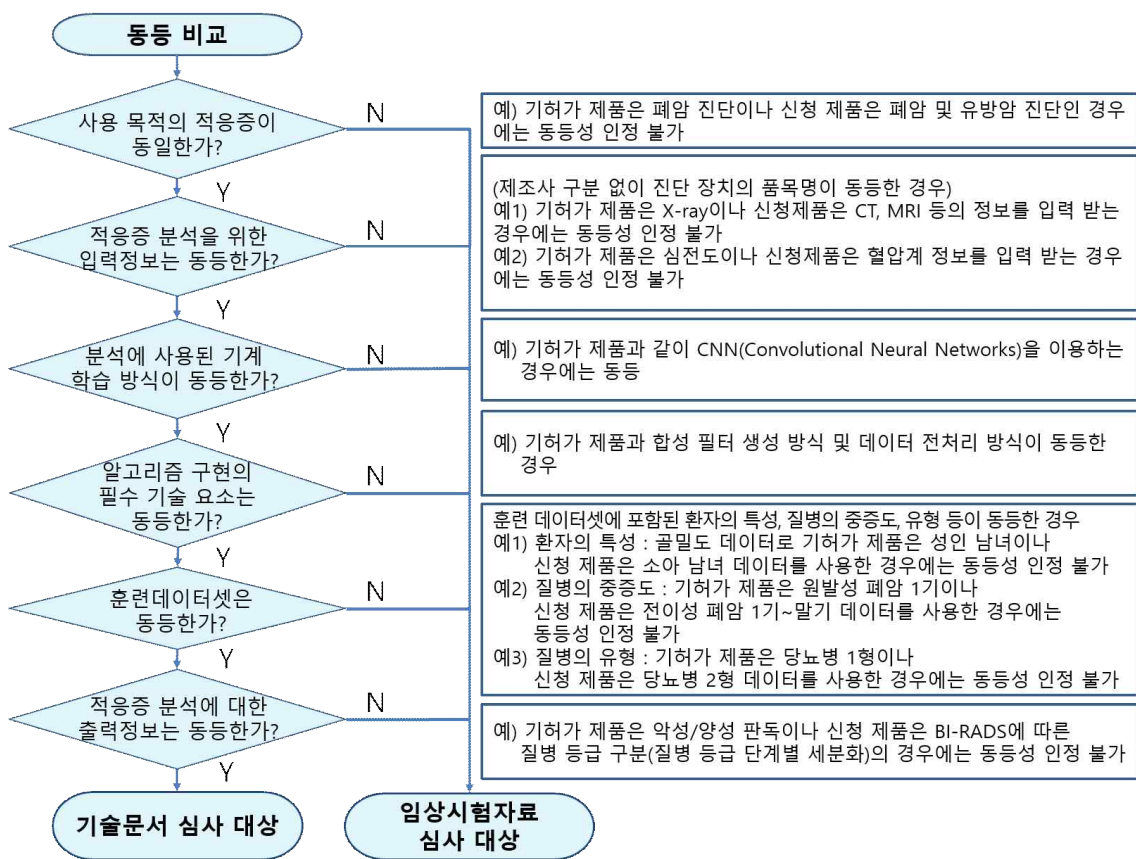 동등 비교
사용 목적의 적응증이
동일한가?
N
Y
예) 기허가 제품은 폐암 진단이나 신청 제품은 폐암 및 유방암 진단인 경우
에는 동등성 인정 불가
적응증 분석을 위한
입력정보는 동등한가?
N
Y
(제조사 구분 없이 진단 장치의 품목명이 동등한 경우)
예1) 기허가 제품은 X-ray이나 신청제품은 CT, MRI 등의 정보를 입력 받는
경우에는 동등성 인정 불가
예2) 기허가 제품은 심전도이나 신청제품은 혈압계 정보를 입력 받는 경우
에는 동등성 인정 불가
분석에 사용된 기계
학습 방식이 동등한가?
N
Y
예) 기허가 제품과 같이 CNN(Convolutional Neural Networks)을 이용하는
경우에는 동등
알고리즘 구현의
필수 기술 요소는
동등한가?
N
Y
예) 기허가 제품과 합성 필터 생성 방식 및 데이터 전처리 방식이 동등한
경우
훈련데이터셋은
동등한가?
N
Y
훈련 데이터셋에 포함된 환자의 특성, 질병의 중증도, 유형 등이 동등한 경우
예1) 환자의 특성 : 골밀도 데이터로 기허가 제품은 성인 남녀이나
신청 제품은 소아 남녀 데이터를 사용한 경우에는 동등성 인정 불가
예2) 질병의 중증도 : 기허가 제품은 원발성 폐암 1기이나
신청 제품은 전이성 폐암 1기~말기 데이터를 사용한 경우에는
동등성 인정 불가
예3) 질병의 유형 : 기허가 제품은 당뇨병 1형이나
신청 제품은 당뇨병 2형 데이터를 사용한 경우에는 동등성 인정 불가
적응증 분석에 대한
출력정보는 동등한가?
N
Y
예) 기허가 제품은 악성/양성 판독이나 신청 제품은 BI-RADS에 따른
질병 등급 구분(질병 등급 단계별 세분화)의 경우에는 동등성 인정 불가
기술문서 심사 대상
임상시험자료
심사 대상